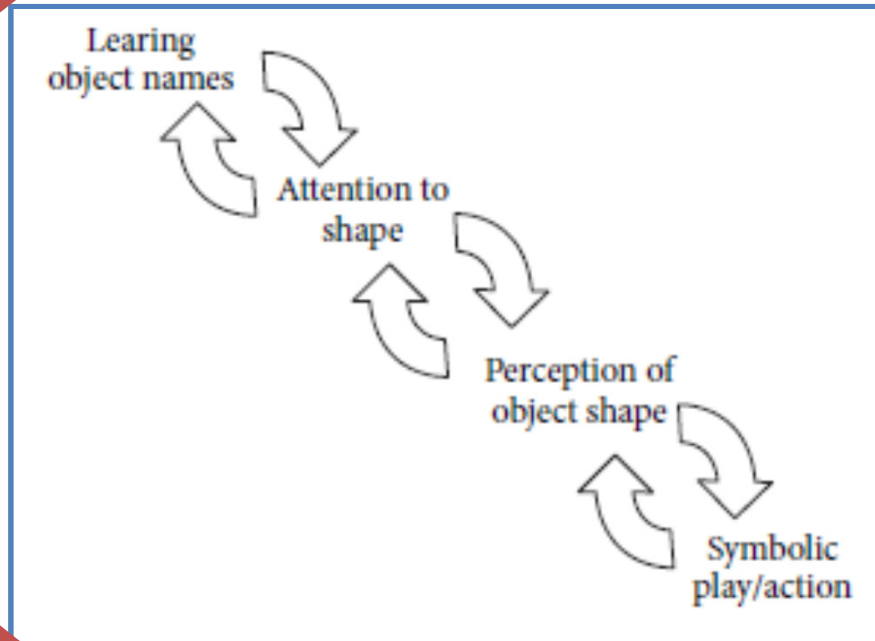 Learing
object names
Attention to
shape
Perception of
object shape
Symbolic
play/action